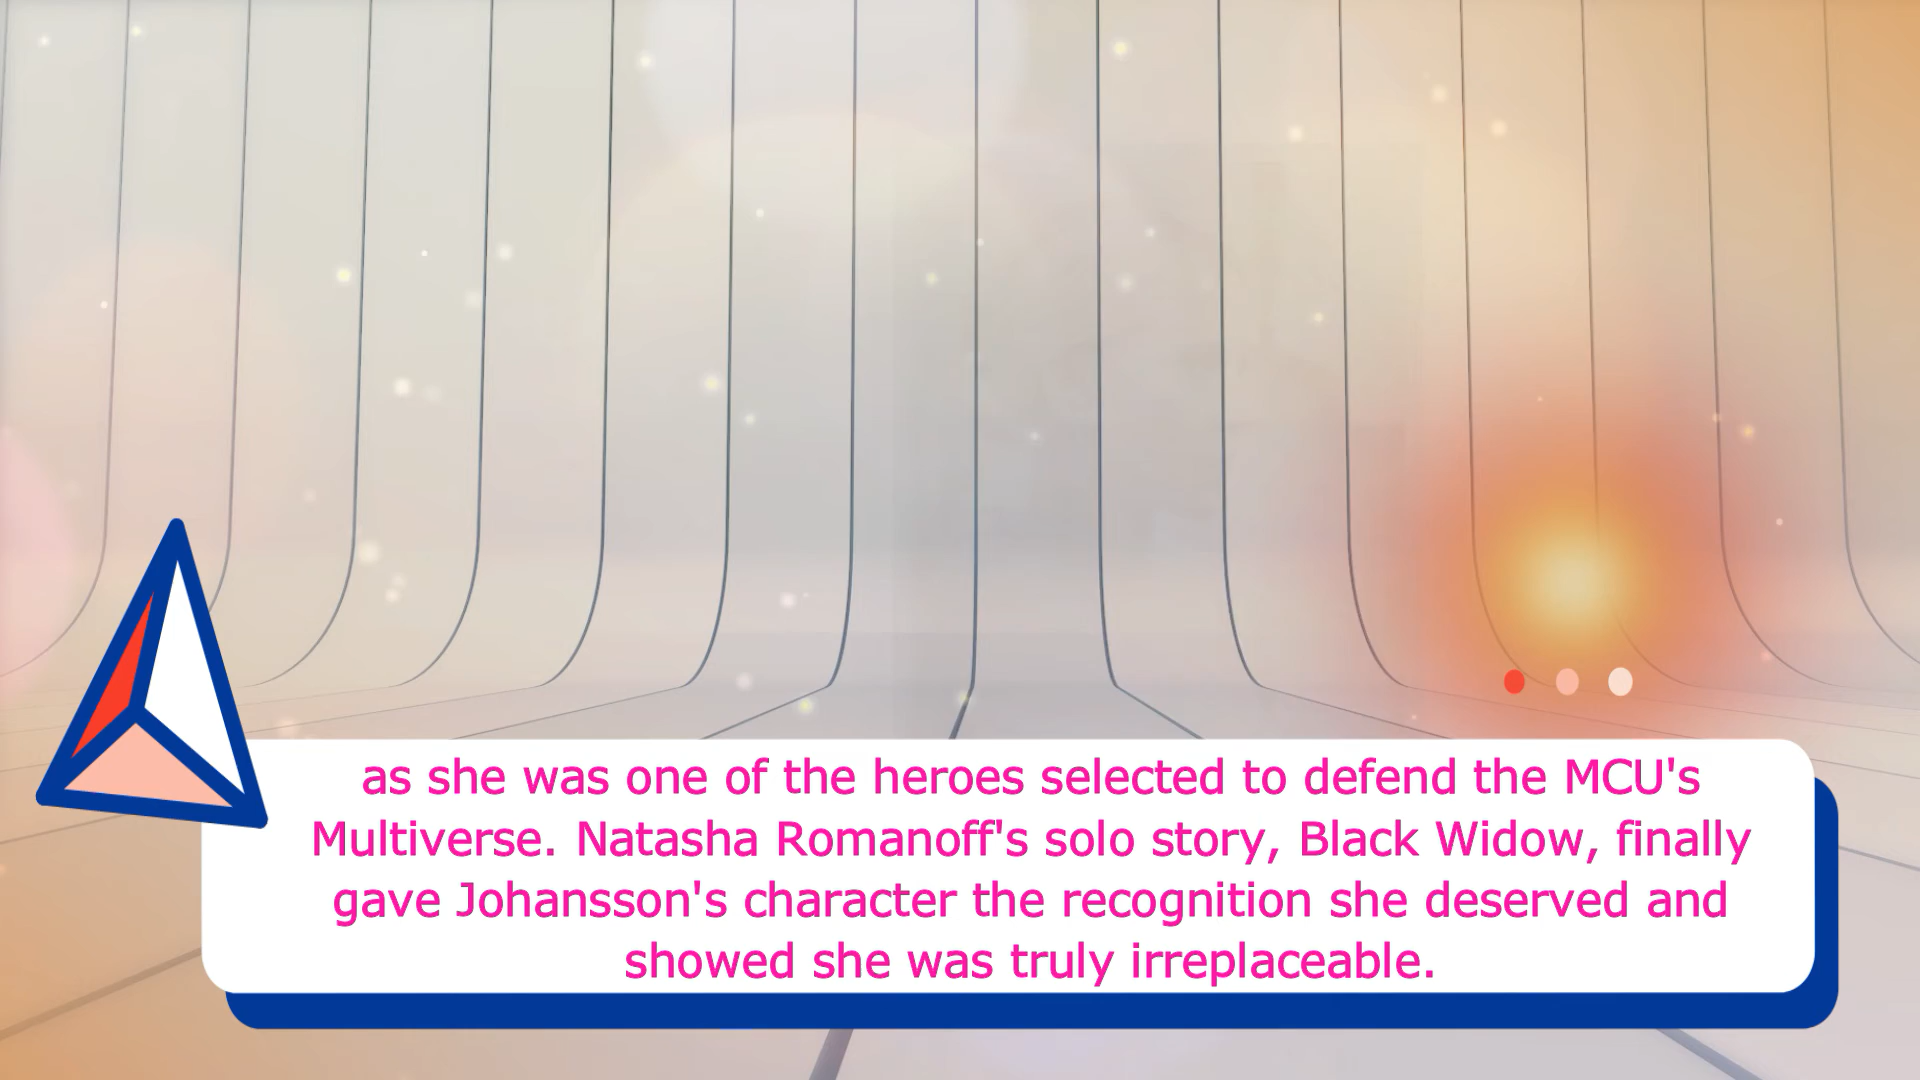 as she was one of the heroes selected to defend the MCU's
Multiverse. Natasha Romanoff's solo story, Black Widow, finally
gave Johansson's character the recognition she deserved and
showed she was truly irreplaceable.